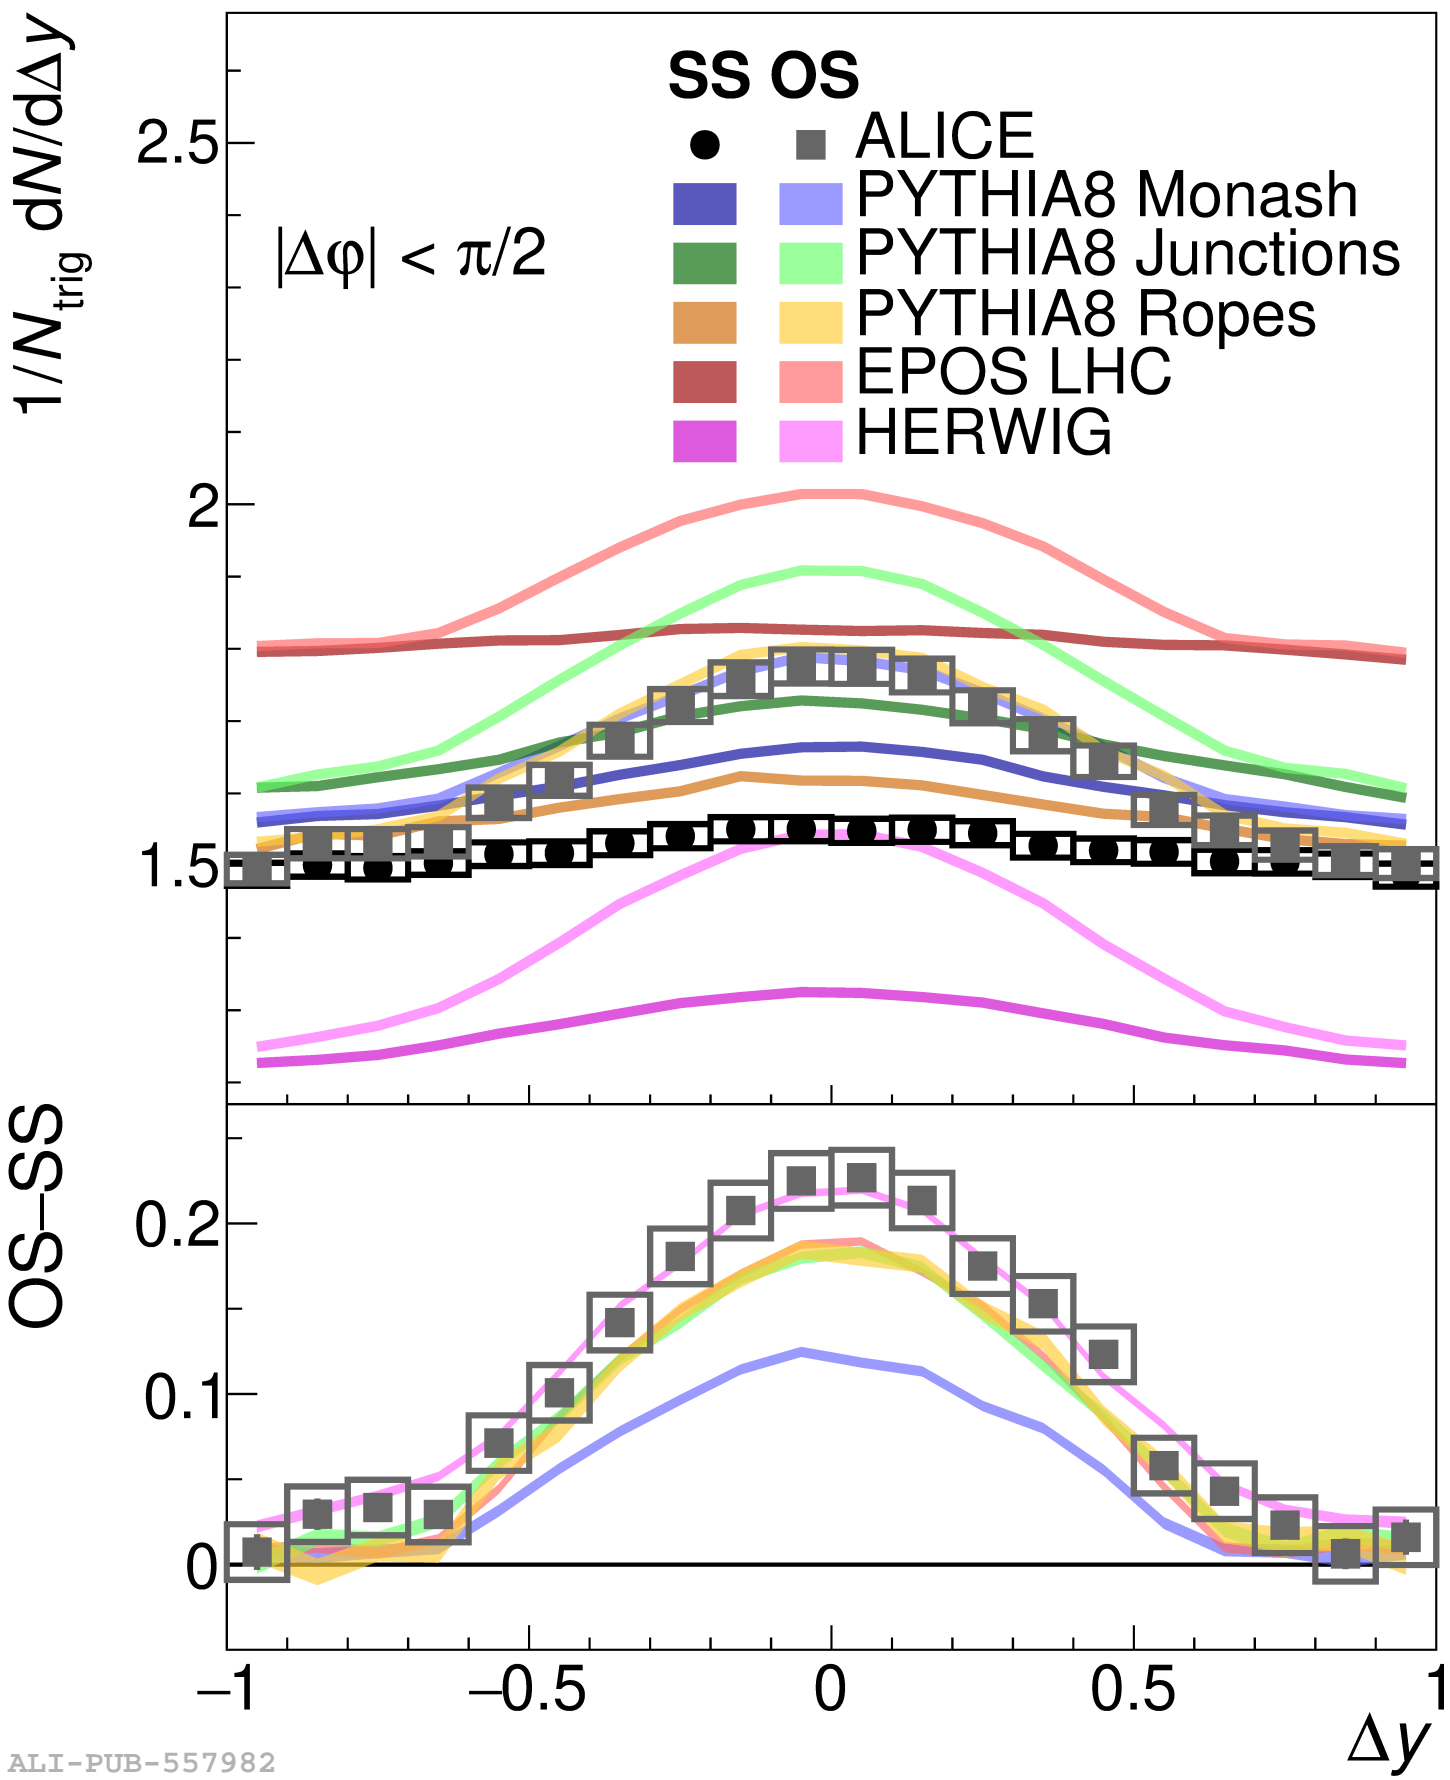 1/Ntrig dN/dΔy
SS OS
ALICE
PYTHIA8 Monash
PYTHIA8 Junctions
PYTHIA8 Ropes
EPOS LHC
HERWIG
|Δφ| < π/2
2.5
2
1.5
OS–SS
0.2
0.1
0
–1 –0.5 0 0.5 1
Δy
ALI-PUB-557982